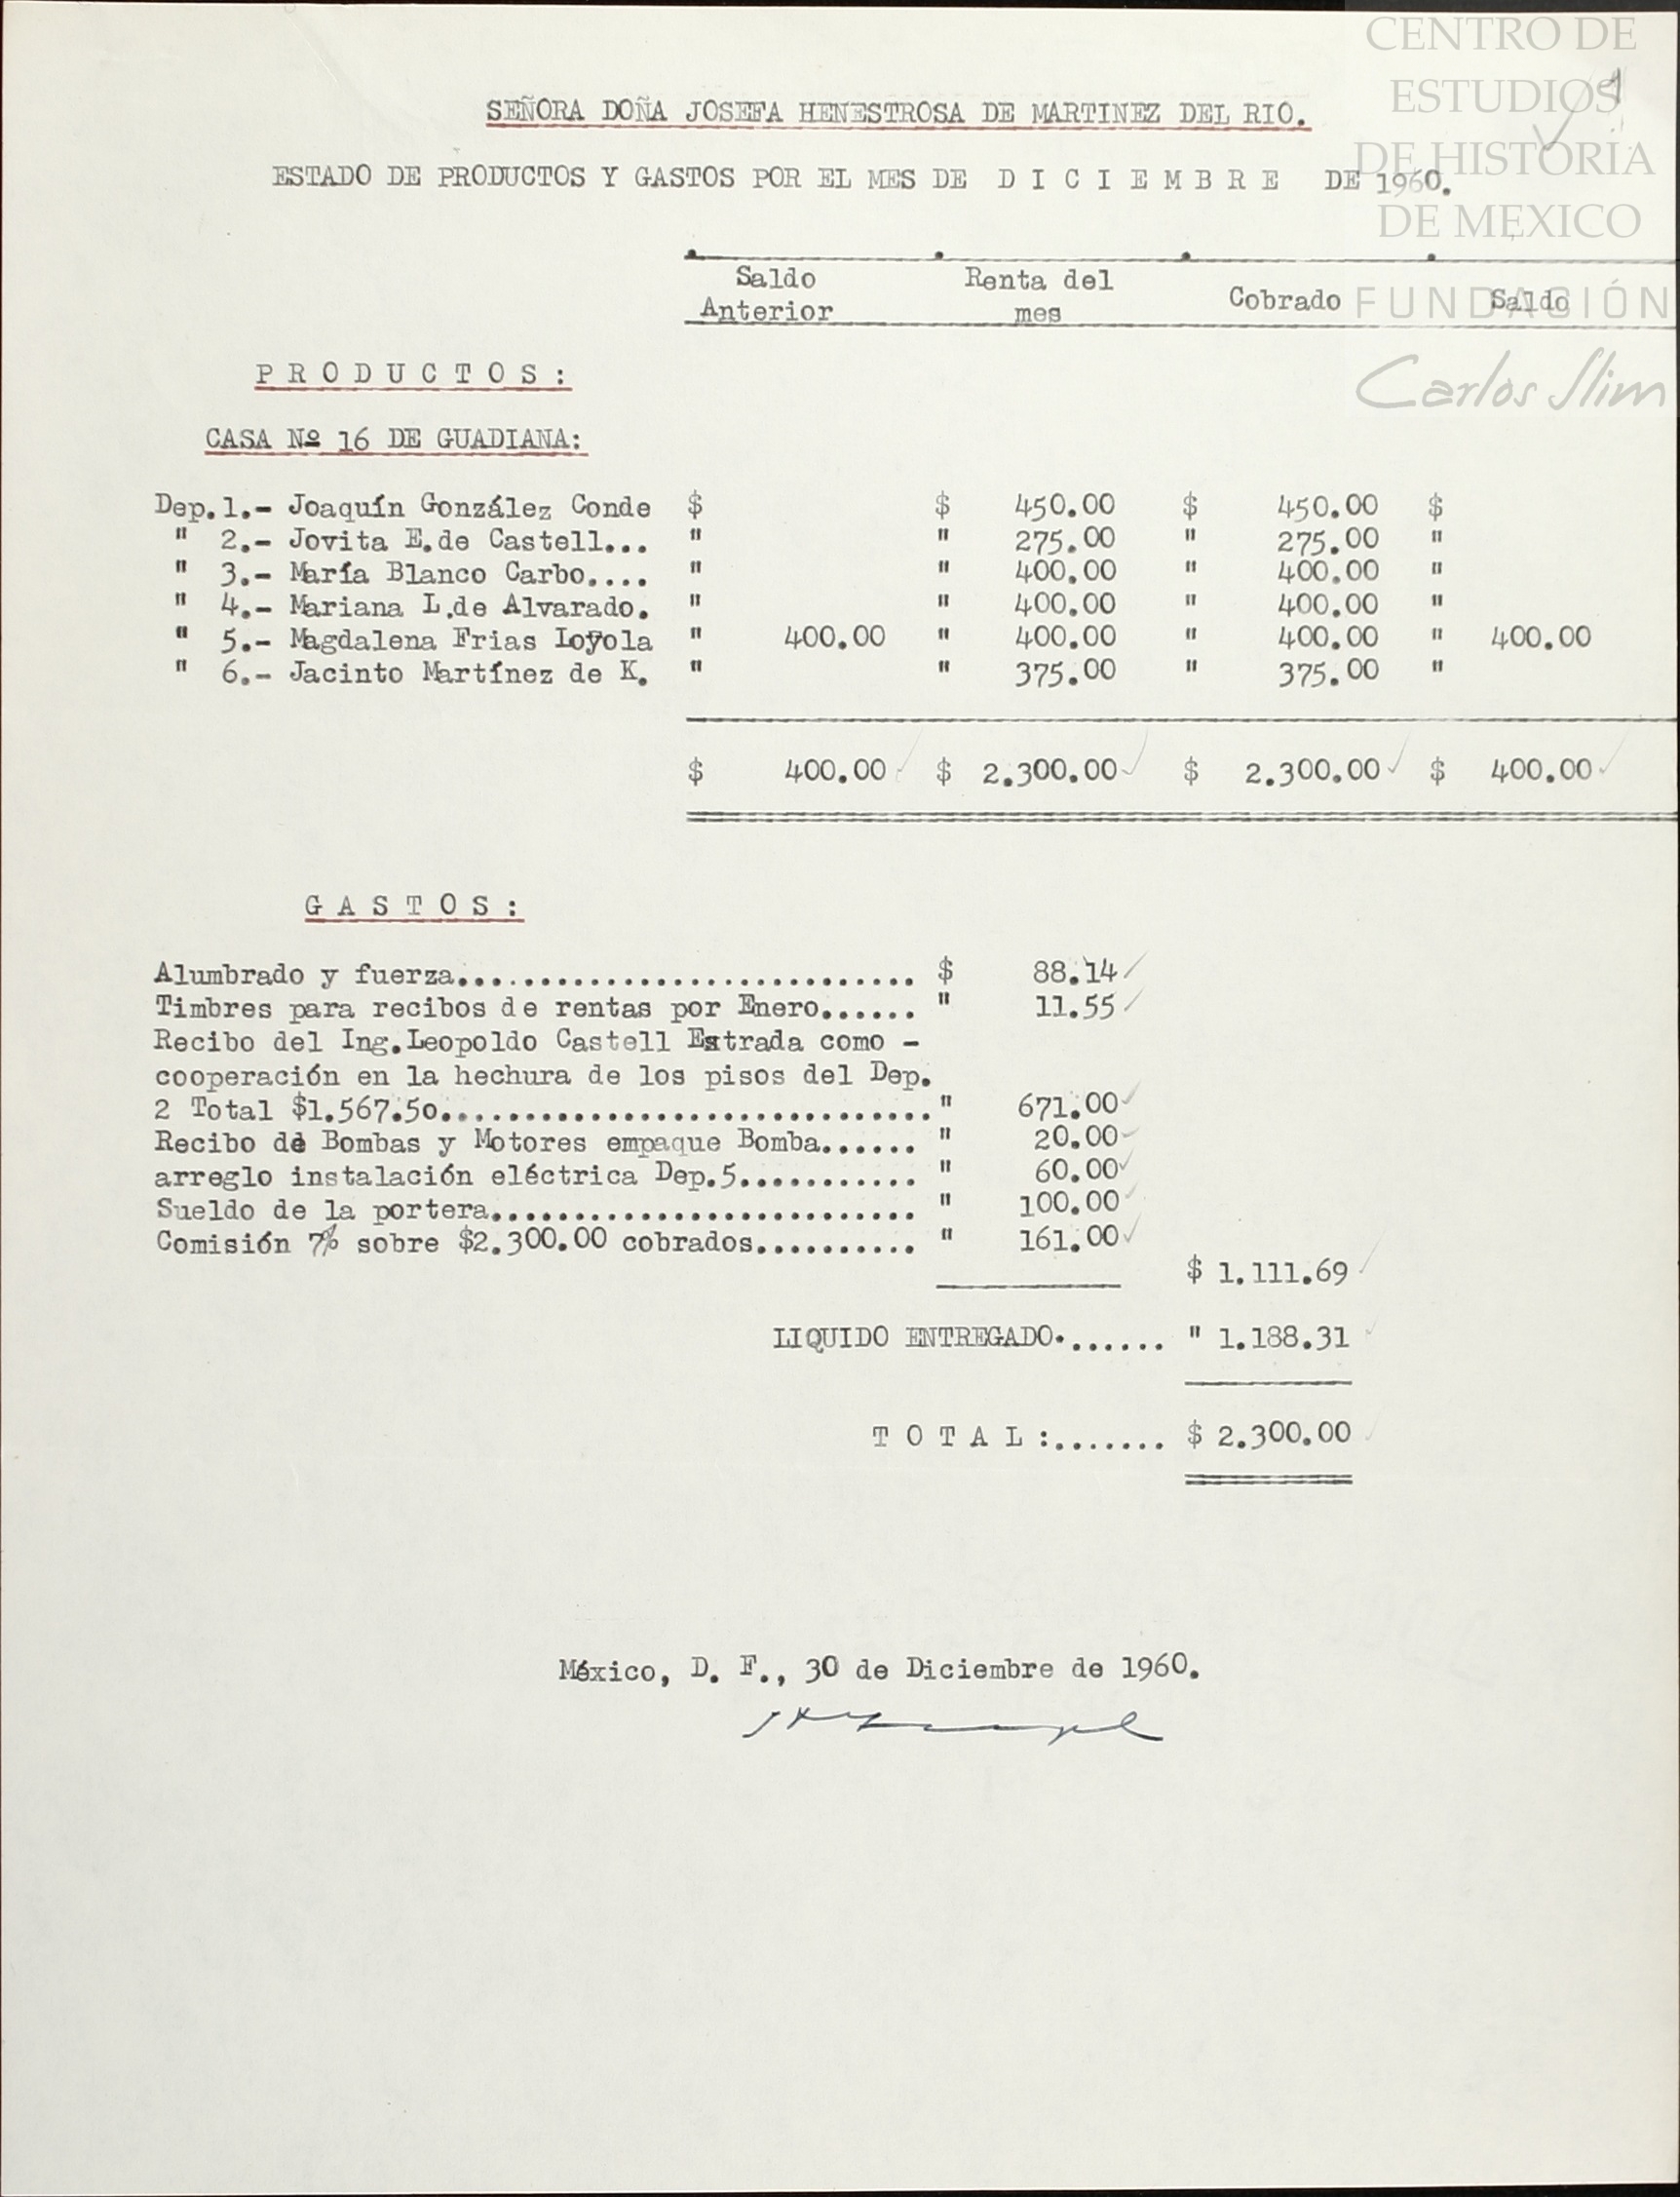 CENTRO DE
ESTUDIOS
DE HISTORIA
DE MEXICO
FUNDACIÓN
Carlos Slim
SEÑORA DOÑA JOSEFA HENESTROSA DE MARTINEZ DEL RIO.
ESTADO DE PRODUCTOS Y GASTOS POR EL MES DE D I C I E M B R E DE 1960.
Saldo Anterior Renta del mes Cobrado Saldo
P R O D U C T O S :
CASA Nº 16 DE GUADIANA:
Dep. 1.- Joaquín González Conde $ $ 450.00 $ 450.00 $
" 2.- Jovita E.de Castell... " " 275.00 " 275.00 "
" 3.- María Blanco Carbo.... " " 400.00 " 400.00 "
" 4.- Mariana L.de Alvarado. " " 400.00 " 400.00 "
" 5.- Magdalena Frias Loyola " 400.00 " 400.00 " 400.00 " 400.00
" 6.- Jacinto Martínez de K. " " 375.00 " 375.00 "
$ 400.00 $ 2.300.00 $ 2.300.00 $ 400.00
G A S T O S :
Alumbrado y fuerza............................ $ 88.14
Timbres para recibos de rentas por Enero...... " 11.55
Recibo del Ing.Leopoldo Castell Estrada como -
cooperación en la hechura de los pisos del Dep.
2 Total $1.567.50.............................. " 671.00
Recibo de Bombas y Motores empaque Bomba...... " 20.00
arreglo instalación eléctrica Dep.5........... " 60.00
Sueldo de la portera.......................... " 100.00
Comisión 7% sobre $2.300.00 cobrados.......... " 161.00
$ 1.111.69
LIQUIDO ENTREGADO....... " 1.188.31
T O T A L :....... $ 2.300.00
México, D. F., 30 de Diciembre de 1960.